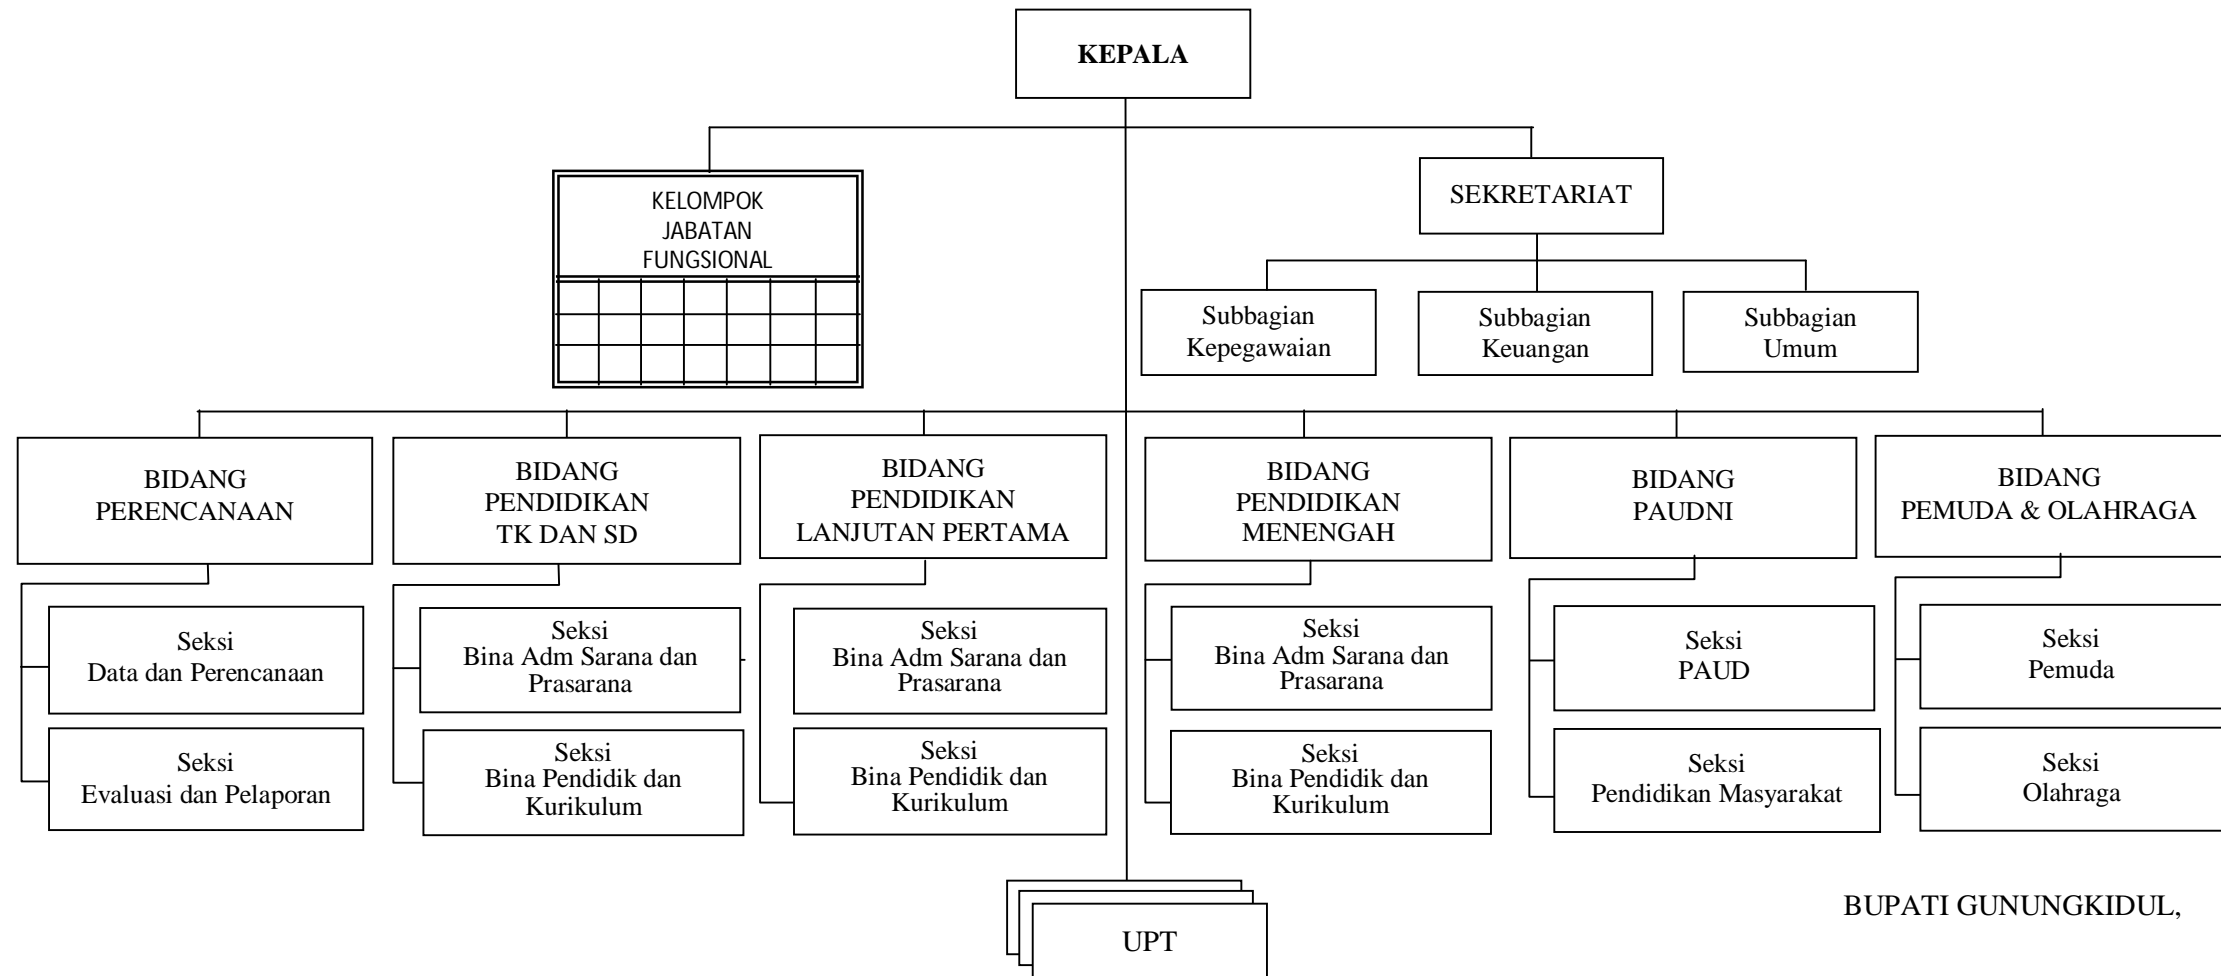 KEPALA
KELOMPOK
JABATAN
FUNGSIONAL
SEKRETARIAT
Subbagian
Kepegawaian
Subbagian
Keuangan
Subbagian
Umum
BIDANG
PERENCANAAN
BIDANG
PENDIDIKAN
TK DAN SD
BIDANG
PENDIDIKAN
LANJUTAN PERTAMA
BIDANG
PENDIDIKAN
MENENGAH
BIDANG
PAUDNI
BIDANG
PEMUDA & OLAHRAGA
Seksi
Data dan Perencanaan
Seksi
Bina Adm Sarana dan
Prasarana
Seksi
Bina Adm Sarana dan
Prasarana
Seksi
Bina Adm Sarana dan
Prasarana
Seksi
PAUD
Seksi
Pemuda
Seksi
Evaluasi dan Pelaporan
Seksi
Bina Pendidik dan
Kurikulum
Seksi
Bina Pendidik dan
Kurikulum
Seksi
Bina Pendidik dan
Kurikulum
Seksi
Pendidikan Masyarakat
Seksi
Olahraga
BUPATI GUNUNGKIDUL,
UPT